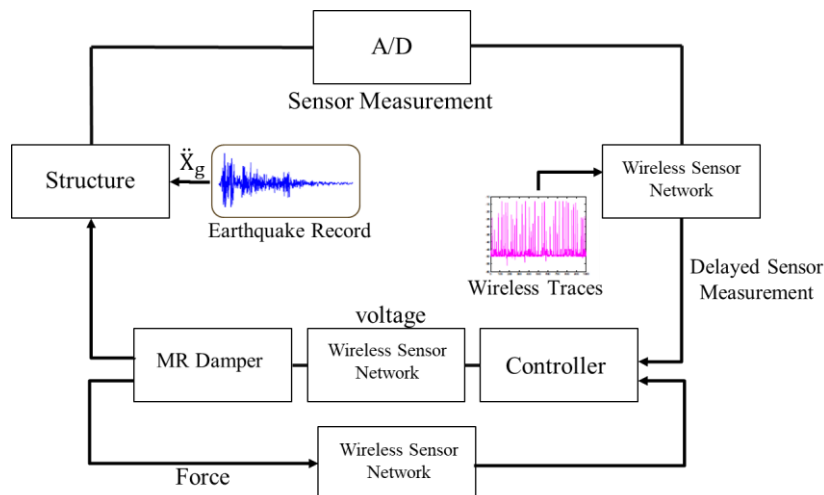 A/D
Sensor Measurement
Structure
Ẍg
Earthquake Record
Wireless Sensor
Network
Wireless Traces
Delayed Sensor
Measurement
voltage
MR Damper
Wireless Sensor
Network
Controller
Wireless Sensor
Network
Force